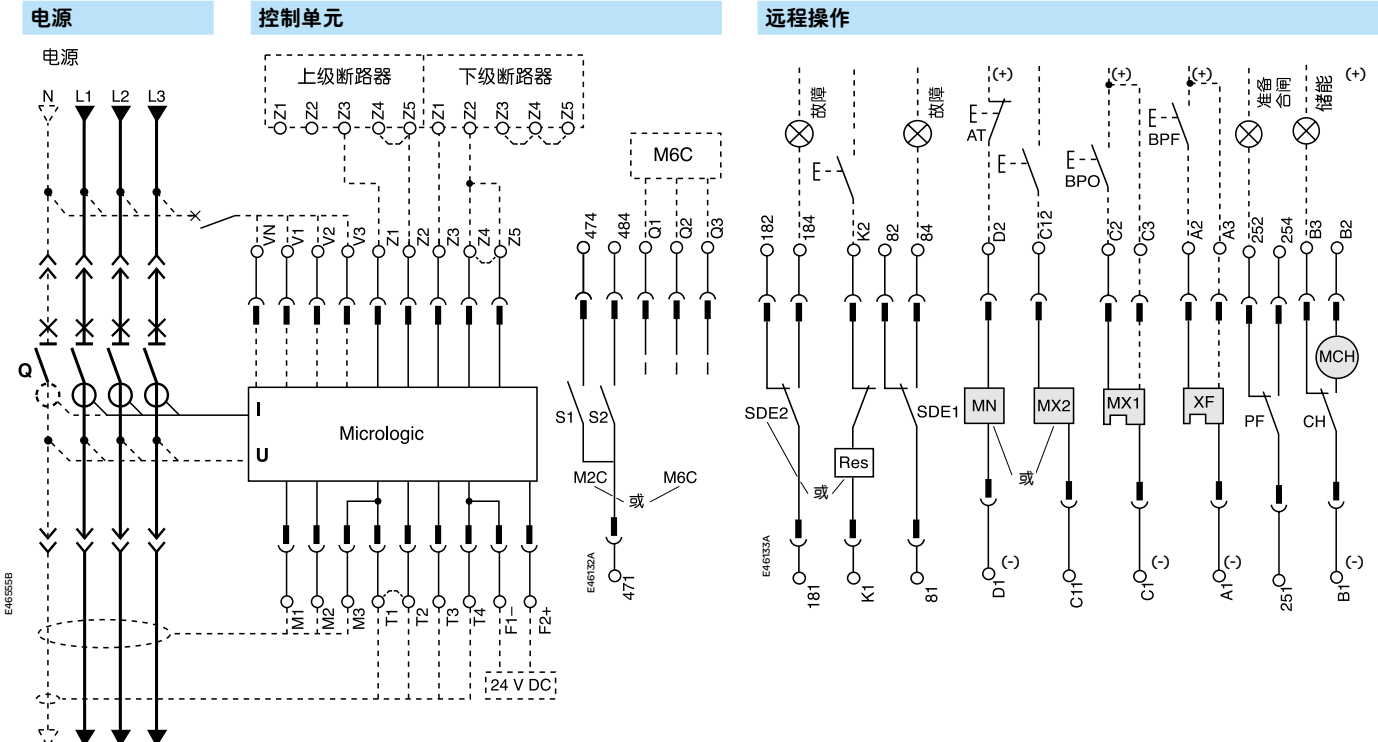 电源
控制单元
远程操作
电源
N L1 L2 L3
上级断路器 下级断路器
Z1 Z2 Z3 Z4 Z5 Z1 Z2 Z3 Z4 Z5
M6C
VN V1 V2 V3 Z1 Z2 Z3 Z4 Z5
474 484 Q1 Q2 Q3
Q
I
U
Micrologic
S1 S2
M2C 或 M6C
E46132A
471
M1 M2 M3 T1 T2 T3 T4 F1– F2+
24 V DC
E46555B
故障 故障 (+) (+) (+) 准备合闸 储能 (+)
AT BPO BPF
182 184 K2 82 84 D2 C12 C2 C3 A2 A3 252 254 B3 B2
MCH
SDE2 Res SDE1 MN MX2 MX1 XF PF CH
或 或
E46133A
181 K1 81 D1 (-) C11 C1 (-) A1 (-) 251 B1 (-)